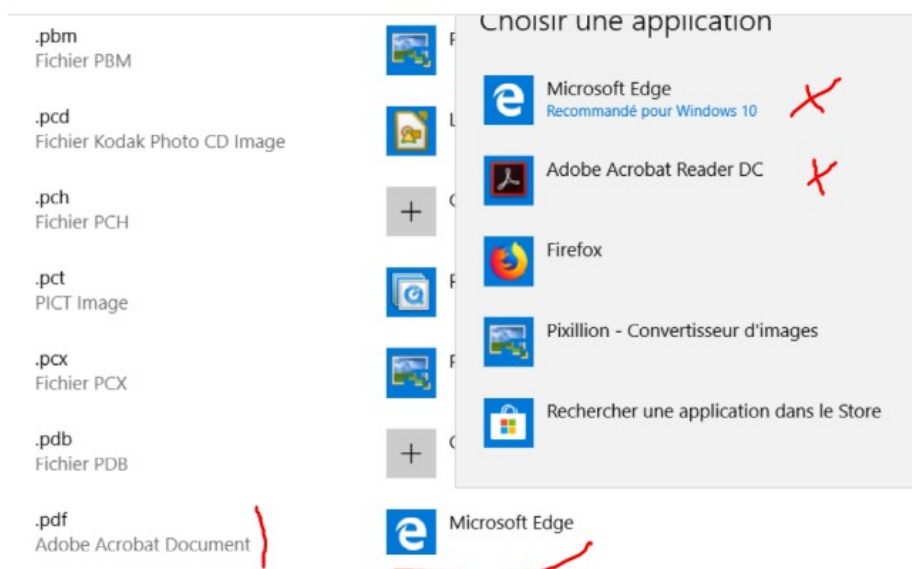 .pbm
Fichier PBM
.pcd
Fichier Kodak Photo CD Image
.pch
Fichier PCH
.pct
PICT Image
.pcx
Fichier PCX
.pdb
Fichier PDB
.pdf
Adobe Acrobat Document
Microsoft Edge
Choisir une application
Microsoft Edge
Recommandé pour Windows 10
Adobe Acrobat Reader DC
Firefox
Pixillion - Convertisseur d'images
Rechercher une application dans le Store